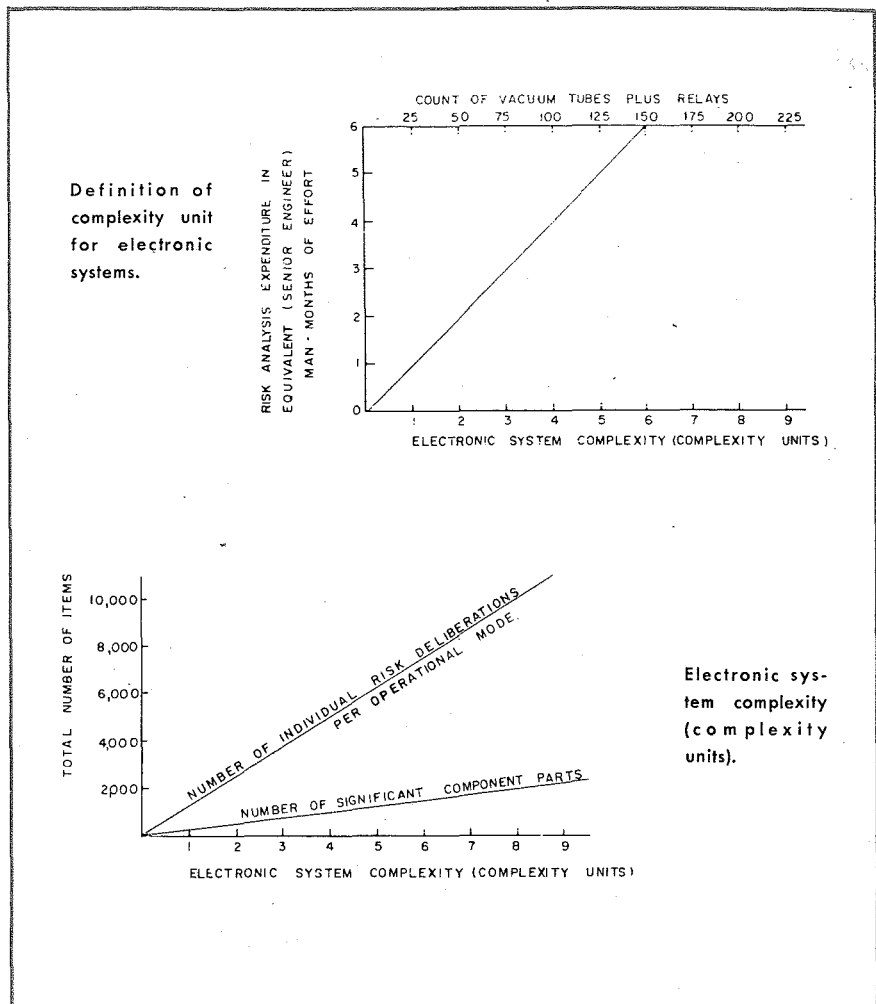 COUNT OF VACUUM TUBES PLUS RELAYS
25 50 75 100 125 150 175 200 225
Definition of
complexity unit
for electronic
systems.
RISK ANALYSIS EXPENDITURE IN
EQUIVALENT (SENIOR ENGINEER)
MAN-MONTHS OF EFFORT
6
5
4
3
2
1
0
1 2 3 4 5 6 7 8 9
ELECTRONIC SYSTEM COMPLEXITY (COMPLEXITY UNITS)
TOTAL NUMBER OF ITEMS
10,000
8,000
6,000
4,000
2,000
NUMBER OF INDIVIDUAL RISK DELIBERATIONS
PER OPERATIONAL MODE.
NUMBER OF SIGNIFICANT COMPONENT PARTS
1 2 3 4 5 6 7 8 9
ELECTRONIC SYSTEM COMPLEXITY (COMPLEXITY UNITS)
Electronic sys-
tem complexity
(complexity
units).